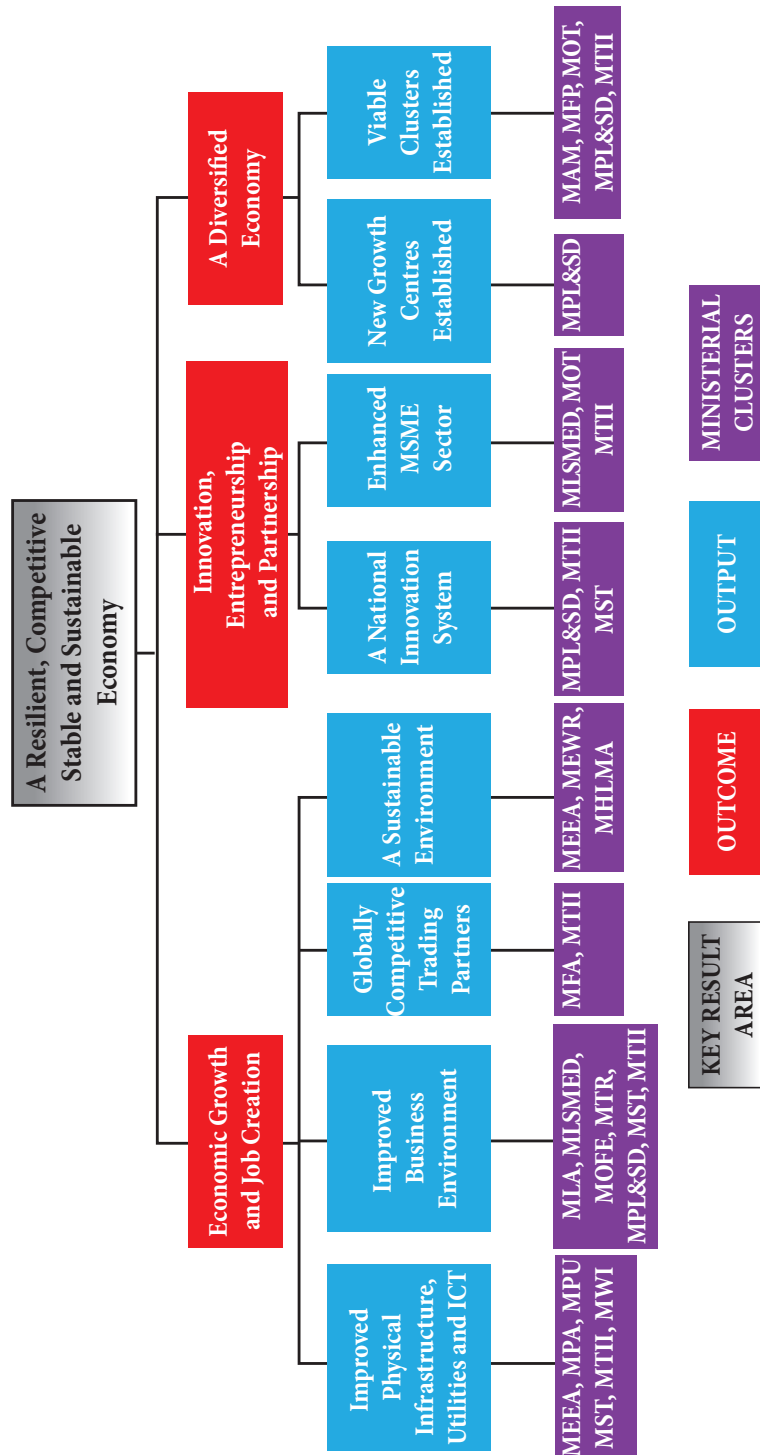 A Resilient, Competitive
Stable and Sustainable
Economy
Economic Growth
and Job Creation
Innovation,
Entrepreneurship
and Partnership
A Diversified
Economy
Improved
Physical
Infrastructure,
Utilities and ICT
Improved
Business
Environment
Globally
Competitive
Trading
Partners
A Sustainable
Environment
A National
Innovation
System
Enhanced
MSME
Sector
New Growth
Centres
Established
Viable
Clusters
Established
MEEA, MPA, MPU
MST, MTII, MWI
MLA, MLSMED,
MOFE, MTR,
MPL&SD, MST, MTII
MFA, MTII
MEEA, MEWR,
MHLMA
MPL&SD, MTII
MST
MLSMED, MOT
MTII
MPL&SD
MAM, MFP, MOT,
MPL&SD, MTII
KEY RESULT
AREA
OUTCOME
OUTPUT
MINISTERIAL
CLUSTERS